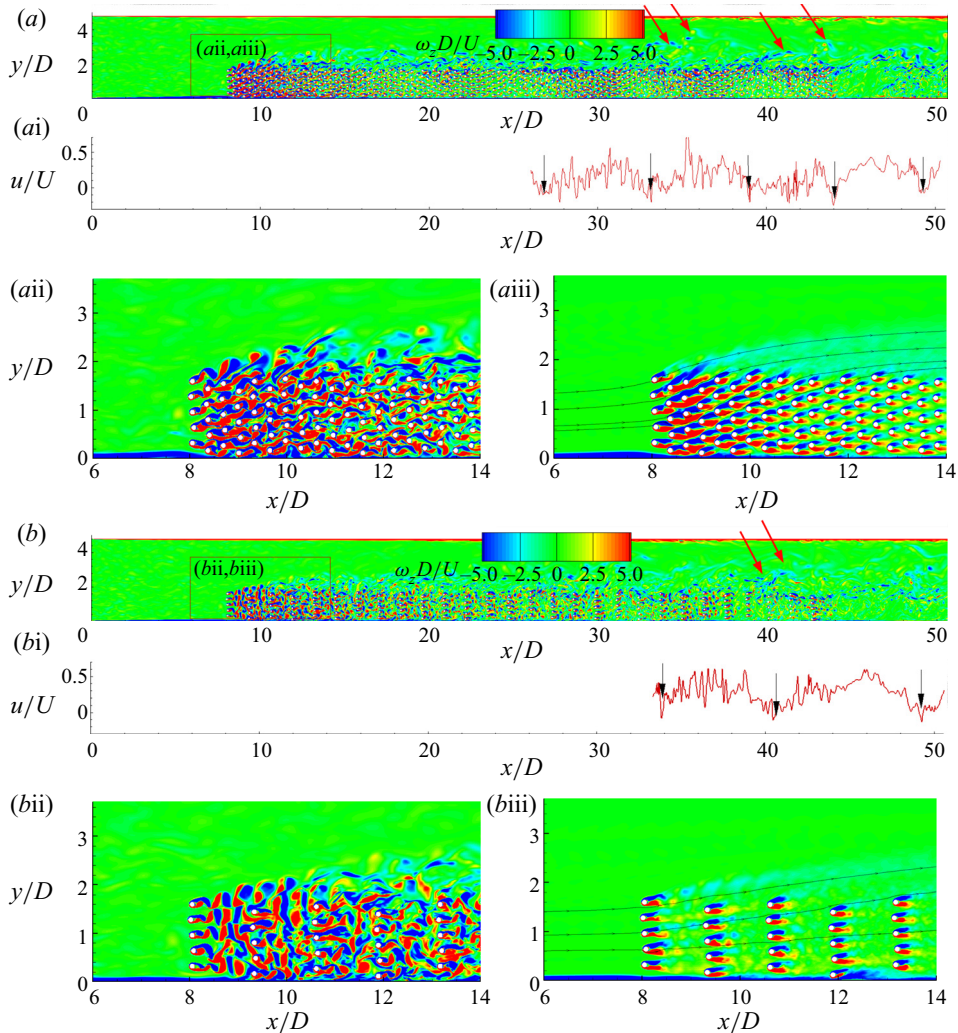 (a)
4
2
0
y/D
(aii,aiii)
ω_zD/U
−5.0 −2.5 0 2.5 5.0
0 10 20 30 40 50
x/D
(ai)
0.5
0
u/U
0 10 20 30 40 50
x/D
(aii)
3
2
1
0
y/D
6 8 10 12 14
x/D
(aiii)
3
2
1
0
6 8 10 12 14
x/D
(b)
4
2
0
y/D
(bii,biii)
ω_zD/U
−5.0 −2.5 0 2.5 5.0
0 10 20 30 40 50
x/D
(bi)
0.5
0
u/U
0 10 20 30 40 50
x/D
(bii)
3
2
1
0
y/D
6 8 10 12 14
x/D
(biii)
3
2
1
0
6 8 10 12 14
x/D